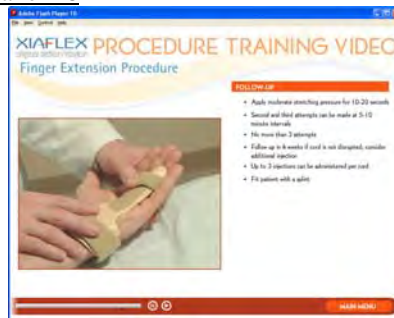 Adobe Flash Player 10
File View Control Help
XIAFLEX PROCEDURE TRAINING VIDEO
Finger Extension Procedure
FOLLOW-UP
• Apply moderate stretching pressure for 10-20 seconds
• Second and third attempts can be made at 5-10
minute intervals
• No more than 3 attempts
• Follow up in 4 weeks if cord is not disrupted, consider
additional injection
• Up to 3 injections can be administered per cord
• Fit patient with a splint
MAIN MENU